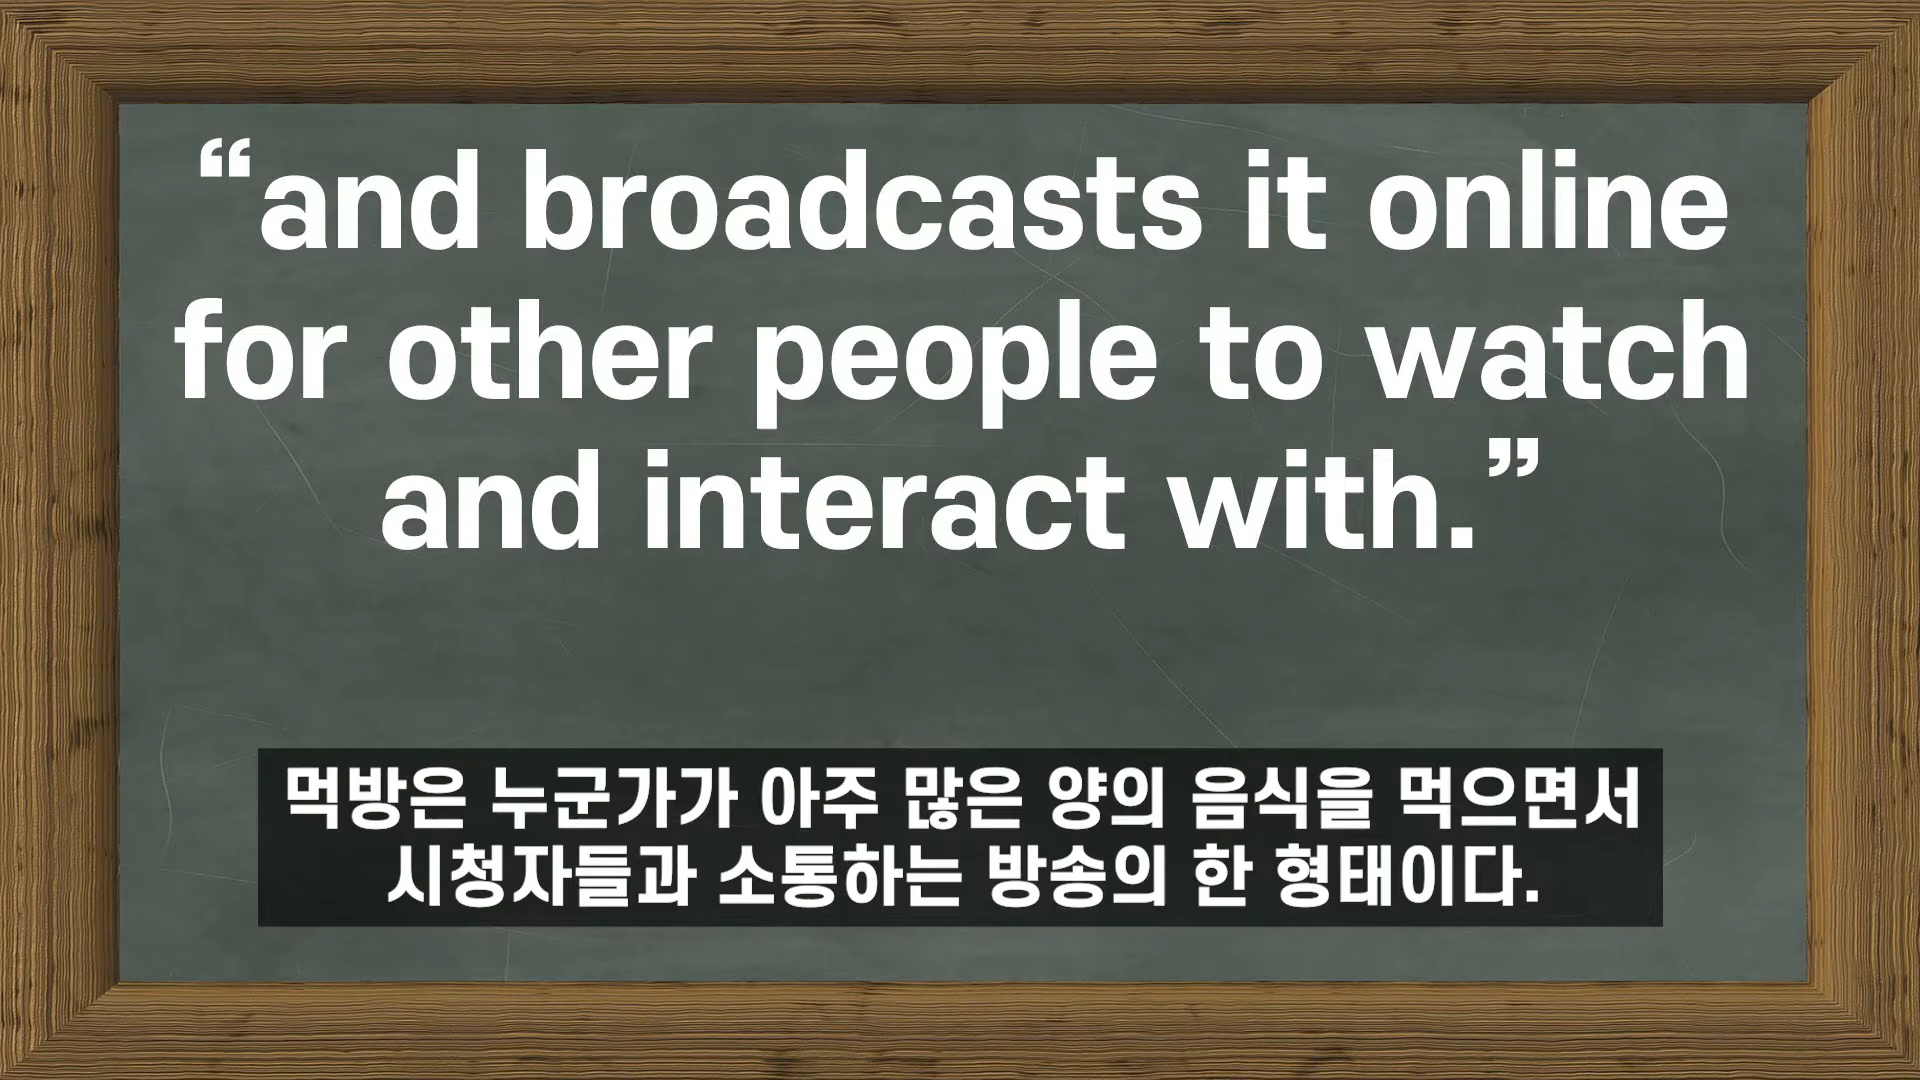 “and broadcasts it online
for other people to watch
and interact with.”
먹방은 누군가가 아주 많은 양의 음식을 먹으면서
시청자들과 소통하는 방송의 한 형태이다.